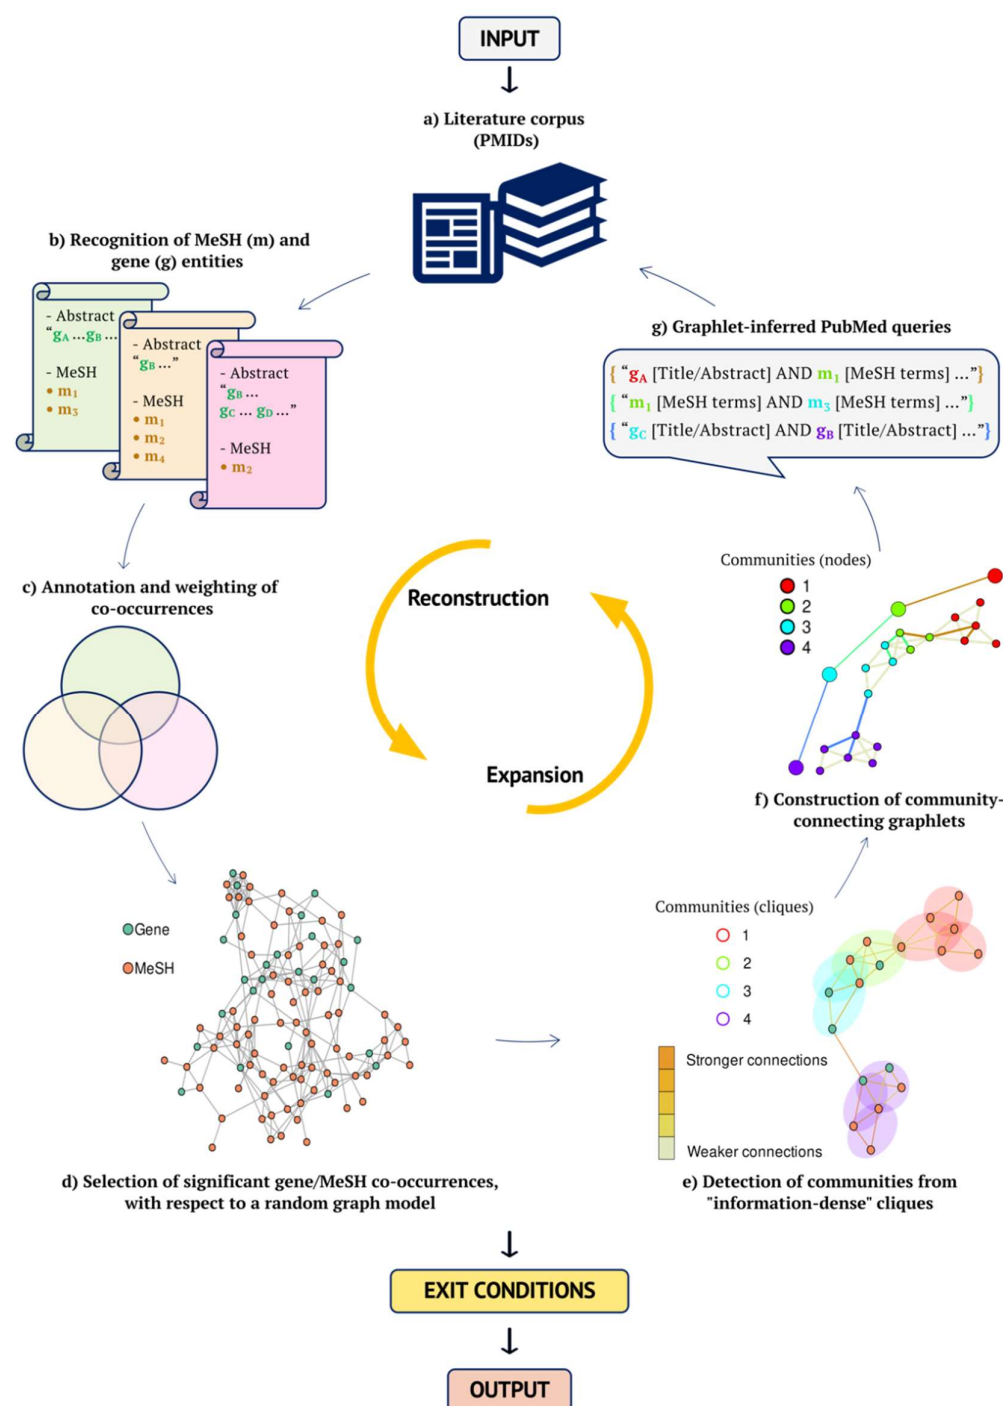 INPUT
a) Literature corpus
(PMIDs)
b) Recognition of MeSH (m) and
gene (g) entities
- Abstract
“gA ...gB ...
- MeSH
• m1
• m3
- Abstract
“gB ...”
- MeSH
• m1
• m2
• m4
- Abstract
“gB ...
gC ... gD ...”
- MeSH
• m2
g) Graphlet-inferred PubMed queries
{ “gA [Title/Abstract] AND m1 [MeSH terms] ...”}
{ “m1 [MeSH terms] AND m3 [MeSH terms] ...”}
{ “gC [Title/Abstract] AND gB [Title/Abstract] ...”}
c) Annotation and weighting of
co-occurrences
Reconstruction
Expansion
Communities (nodes)
1
2
3
4
f) Construction of community-
connecting graphlets
Gene
MeSH
d) Selection of significant gene/MeSH co-occurrences,
with respect to a random graph model
Communities (cliques)
1
2
3
4
Stronger connections
Weaker connections
e) Detection of communities from
"information-dense" cliques
EXIT CONDITIONS
OUTPUT